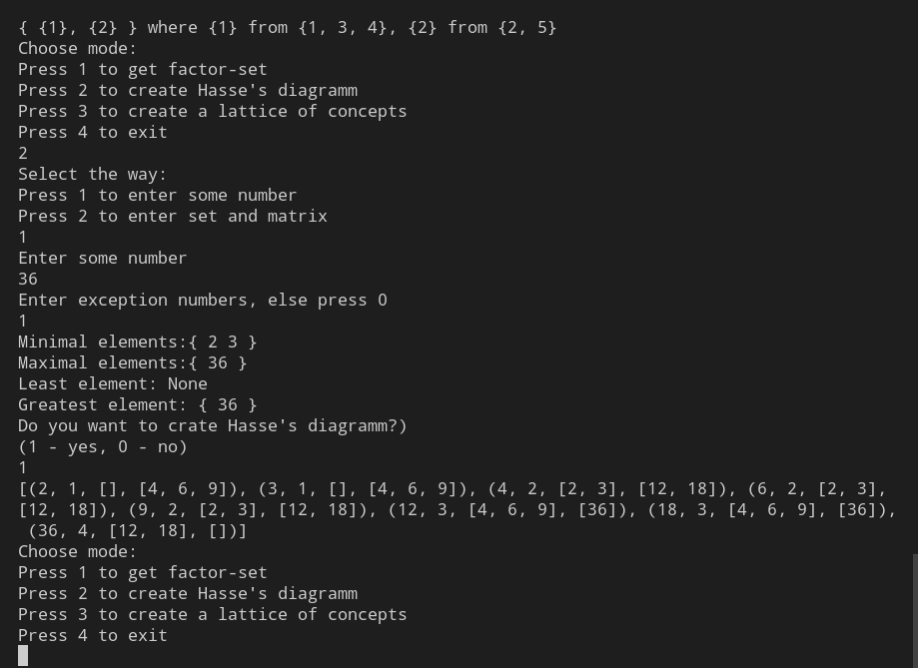 { {1}, {2} } where {1} from {1, 3, 4}, {2} from {2, 5}
Choose mode:
Press 1 to get factor-set
Press 2 to create Hasse's diagramm
Press 3 to create a lattice of concepts
Press 4 to exit
2
Select the way:
Press 1 to enter some number
Press 2 to enter set and matrix
1
Enter some number
36
Enter exception numbers, else press 0
1
Minimal elements:{ 2 3 }
Maximal elements:{ 36 }
Least element: None
Greatest element: { 36 }
Do you want to crate Hasse's diagramm?)
(1 - yes, 0 - no)
1
[(2, 1, [], [4, 6, 9]), (3, 1, [], [4, 6, 9]), (4, 2, [2, 3], [12, 18]), (6, 2, [2, 3],
[12, 18]), (9, 2, [2, 3], [12, 18]), (12, 3, [4, 6, 9], [36]), (18, 3, [4, 6, 9], [36]),
(36, 4, [12, 18], [])]
Choose mode:
Press 1 to get factor-set
Press 2 to create Hasse's diagramm
Press 3 to create a lattice of concepts
Press 4 to exit